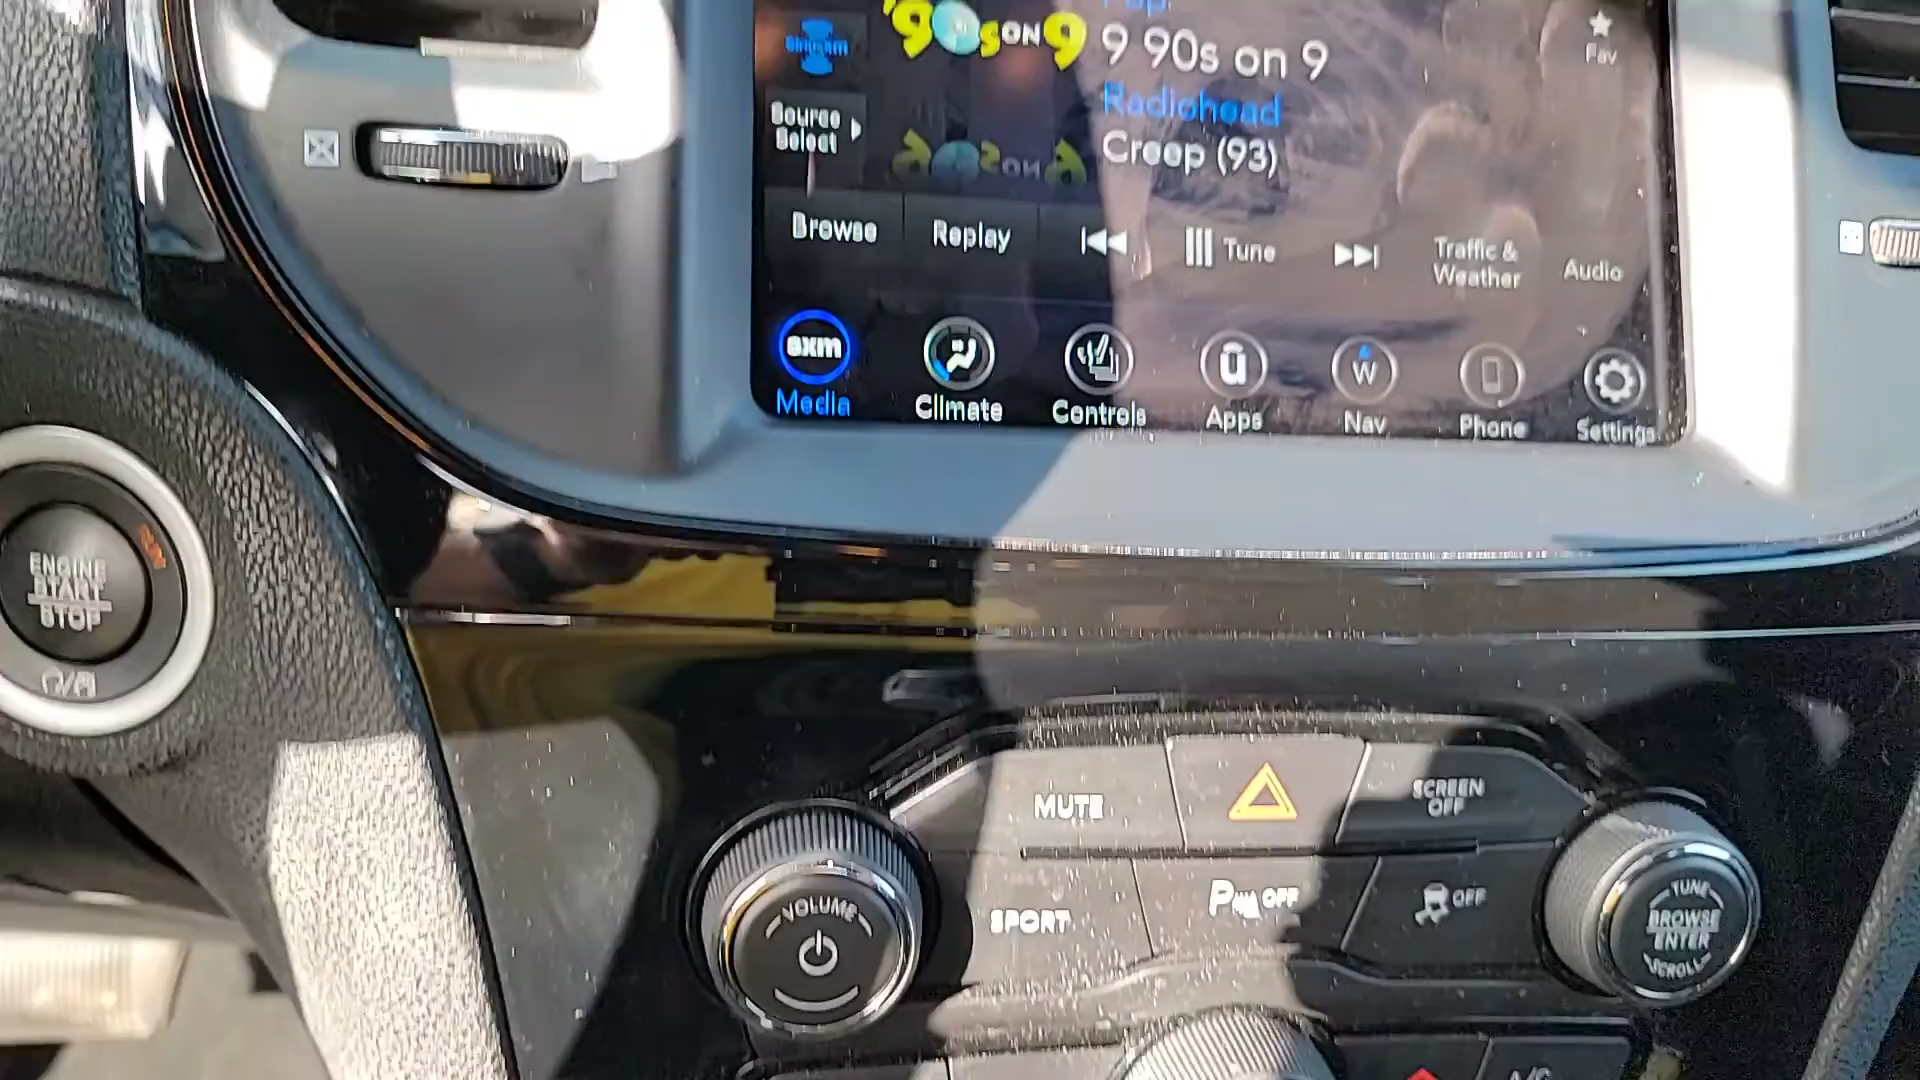 siriusxm
'90s ON 9
Pop
9 90s on 9
Radiohead
Creep (93)
Fav
Source
Select
Browse
Replay
Tune
Traffic &
Weather
Audio
sxm
Media
Climate
Controls
Apps
W
Nav
Phone
Settings
ENGINE
START
STOP
MUTE
SCREEN
OFF
SPORT
P OFF
OFF
VOLUME
TUNE
BROWSE
ENTER
SCROLL
A/C